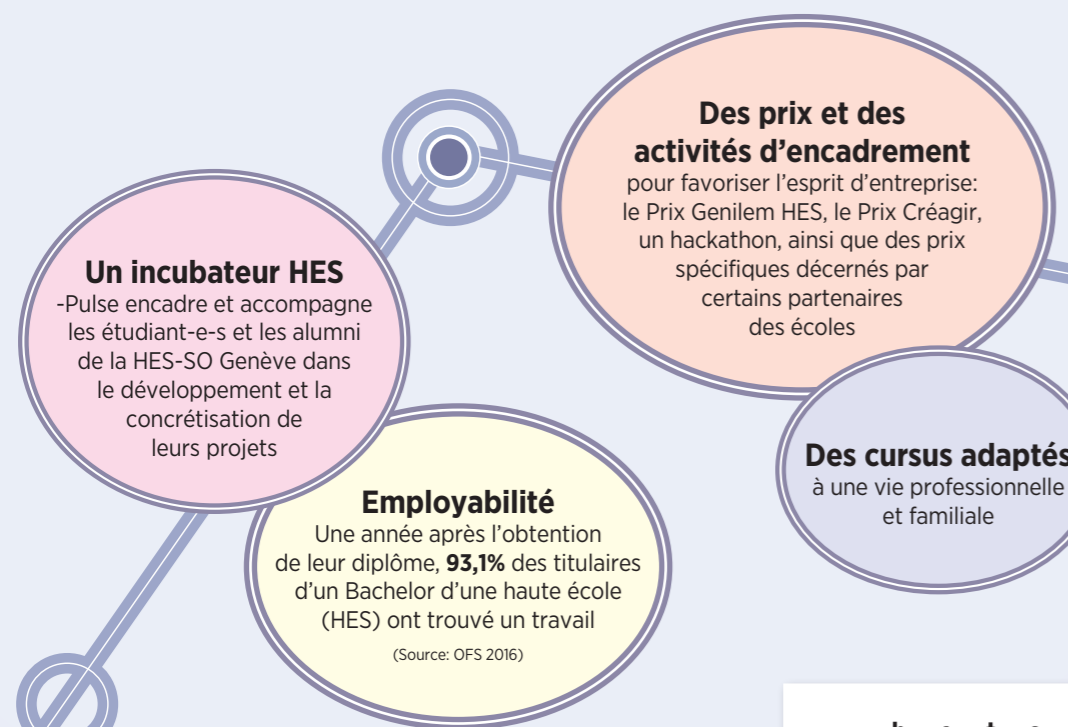 Des prix et des
activités d'encadrement
pour favoriser l'esprit d'entreprise:
le Prix Genilem HES, le Prix Créagir,
un hackathon, ainsi que des prix
spécifiques décernés par
certains partenaires
des écoles
Un incubateur HES
-Pulse encadre et accompagne
les étudiant-e-s et les alumni
de la HES-SO Genève dans
le développement et la
concrétisation de
leurs projets
Des cursus adaptés
à une vie professionnelle
et familiale
Employabilité
Une année après l'obtention
de leur diplôme, 93,1% des titulaires
d'un Bachelor d'une haute école
(HES) ont trouvé un travail
(Source: OFS 2016)